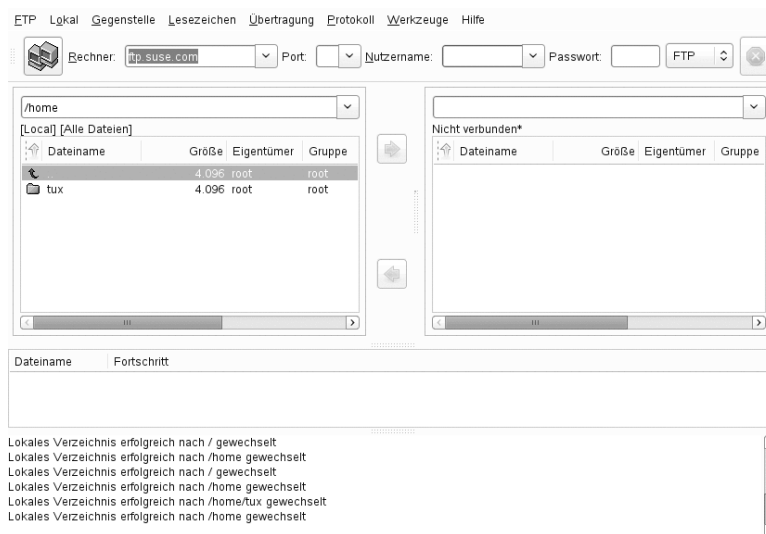 FTP Lokal Gegenstelle Lesezeichen Übertragung Protokoll Werkzeuge Hilfe
Rechner: ftp.suse.com Port: Nutzername: Passwort: FTP
/home
[Local] [Alle Dateien]
Dateiname Größe Eigentümer Gruppe
.. 4.096 root root
tux 4.096 root root
Nicht verbunden*
Dateiname Größe Eigentümer Gruppe
Dateiname Fortschritt
Lokales Verzeichnis erfolgreich nach / gewechselt
Lokales Verzeichnis erfolgreich nach /home gewechselt
Lokales Verzeichnis erfolgreich nach / gewechselt
Lokales Verzeichnis erfolgreich nach /home gewechselt
Lokales Verzeichnis erfolgreich nach /home/tux gewechselt
Lokales Verzeichnis erfolgreich nach /home gewechselt